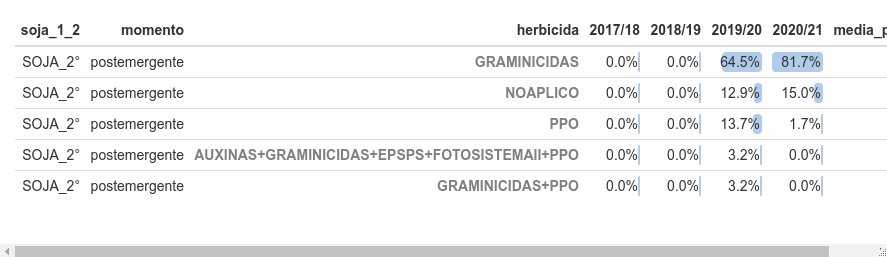 soja_1_2 momento herbicida 2017/18 2018/19 2019/20 2020/21 media_p
SOJA_2° postemergente GRAMINICIDAS 0.0% 0.0% 64.5% 81.7%
SOJA_2° postemergente NOAPLICO 0.0% 0.0% 12.9% 15.0%
SOJA_2° postemergente PPO 0.0% 0.0% 13.7% 1.7%
SOJA_2° postemergente AUXINAS+GRAMINICIDAS+EPSPS+FOTOSISTEMAII+PPO 0.0% 0.0% 3.2% 0.0%
SOJA_2° postemergente GRAMINICIDAS+PPO 0.0% 0.0% 3.2% 0.0%